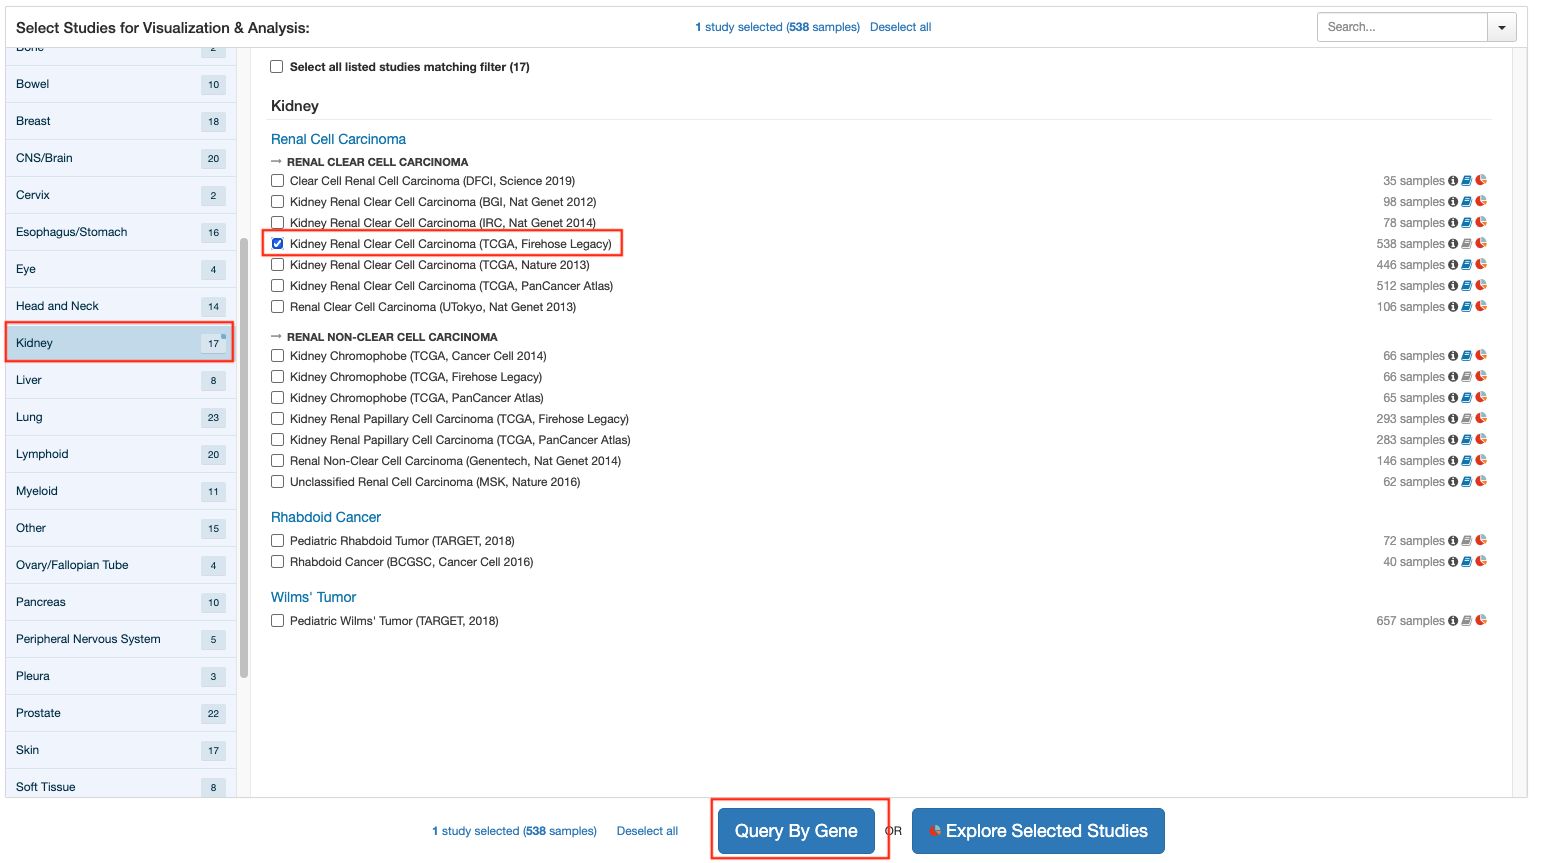 Select Studies for Visualization & Analysis:
1 study selected (538 samples) Deselect all
Search...
Bone 2
Bowel 10
Breast 18
CNS/Brain 20
Cervix 2
Esophagus/Stomach 16
Eye 4
Head and Neck 14
Kidney 17
Liver 8
Lung 23
Lymphoid 20
Myeloid 11
Other 15
Ovary/Fallopian Tube 4
Pancreas 10
Peripheral Nervous System 5
Pleura 3
Prostate 22
Skin 17
Soft Tissue 8
Select all listed studies matching filter (17)
Kidney
Renal Cell Carcinoma
→ RENAL CLEAR CELL CARCINOMA
Clear Cell Renal Cell Carcinoma (DFCI, Science 2019) 35 samples
Kidney Renal Clear Cell Carcinoma (BGI, Nat Genet 2012) 98 samples
Kidney Renal Clear Cell Carcinoma (IRC, Nat Genet 2014) 78 samples
Kidney Renal Clear Cell Carcinoma (TCGA, Firehose Legacy) 538 samples
Kidney Renal Clear Cell Carcinoma (TCGA, Nature 2013) 446 samples
Kidney Renal Clear Cell Carcinoma (TCGA, PanCancer Atlas) 512 samples
Renal Clear Cell Carcinoma (UTokyo, Nat Genet 2013) 106 samples
→ RENAL NON-CLEAR CELL CARCINOMA
Kidney Chromophobe (TCGA, Cancer Cell 2014) 66 samples
Kidney Chromophobe (TCGA, Firehose Legacy) 66 samples
Kidney Chromophobe (TCGA, PanCancer Atlas) 65 samples
Kidney Renal Papillary Cell Carcinoma (TCGA, Firehose Legacy) 293 samples
Kidney Renal Papillary Cell Carcinoma (TCGA, PanCancer Atlas) 283 samples
Renal Non-Clear Cell Carcinoma (Genentech, Nat Genet 2014) 146 samples
Unclassified Renal Cell Carcinoma (MSK, Nature 2016) 62 samples
Rhabdoid Cancer
Pediatric Rhabdoid Tumor (TARGET, 2018) 72 samples
Rhabdoid Cancer (BCGSC, Cancer Cell 2016) 40 samples
Wilms' Tumor
Pediatric Wilms' Tumor (TARGET, 2018) 657 samples
1 study selected (538 samples) Deselect all
Query By Gene OR Explore Selected Studies